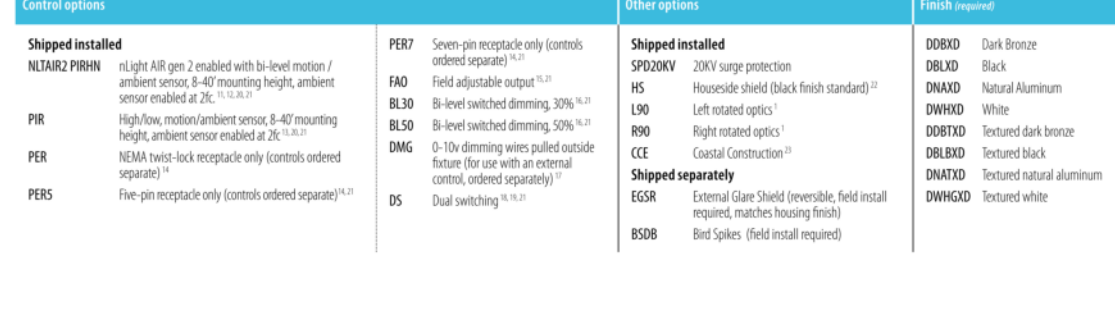 Control options
Shipped installed
NLTAIR2 PIRHN nLight AIR gen 2 enabled with bi-level motion /
ambient sensor, 8-40' mounting height, ambient
sensor enabled at 2fc. 11, 12, 20, 21
PIR High/low, motion/ambient sensor, 8-40' mounting
height, ambient sensor enabled at 2fc 13, 20, 21
PER NEMA twist-lock receptacle only (controls ordered
separate) 14
PER5 Five-pin receptacle only (controls ordered separate) 14, 21
PER7 Seven-pin receptacle only (controls
ordered separate) 14, 21
FAO Field adjustable output 15, 21
BL30 Bi-level switched dimming, 30% 16, 21
BL50 Bi-level switched dimming, 50% 16, 21
DMG 0-10v dimming wires pulled outside
fixture (for use with an external
control, ordered separately) 17
DS Dual switching 18, 19, 21
Other options
Shipped installed
SPD20KV 20KV surge protection
HS Houseside shield (black finish standard) 22
L90 Left rotated optics 1
R90 Right rotated optics 1
CCE Coastal Construction 23
Shipped separately
EGSR External Glare Shield (reversible, field install
required, matches housing finish)
BSDB Bird Spikes (field install required)
Finish (required)
DDBXD Dark Bronze
DBLXD Black
DNAXD Natural Aluminum
DWHXD White
DDBTXD Textured dark bronze
DBLBXD Textured black
DNATXD Textured natural aluminum
DWHGXD Textured white